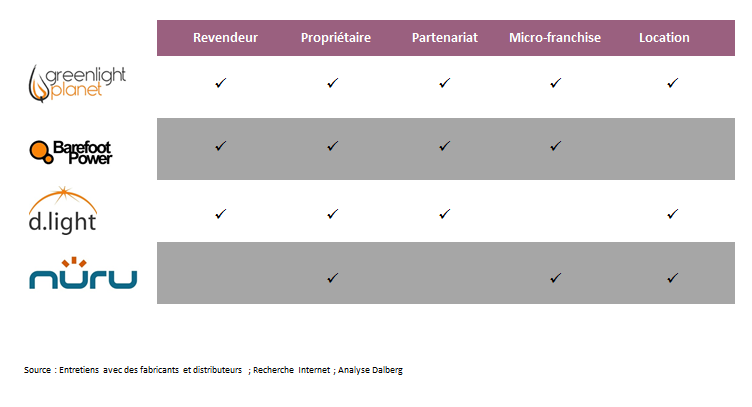 Revendeur Propriétaire Partenariat Micro-franchise Location
greenlight
planet
✓ ✓ ✓ ✓ ✓
Barefoot
Power
✓ ✓ ✓ ✓
d.light
✓ ✓ ✓ ✓
nüru
✓ ✓ ✓
Source : Entretiens avec des fabricants et distributeurs ; Recherche Internet ; Analyse Dalberg